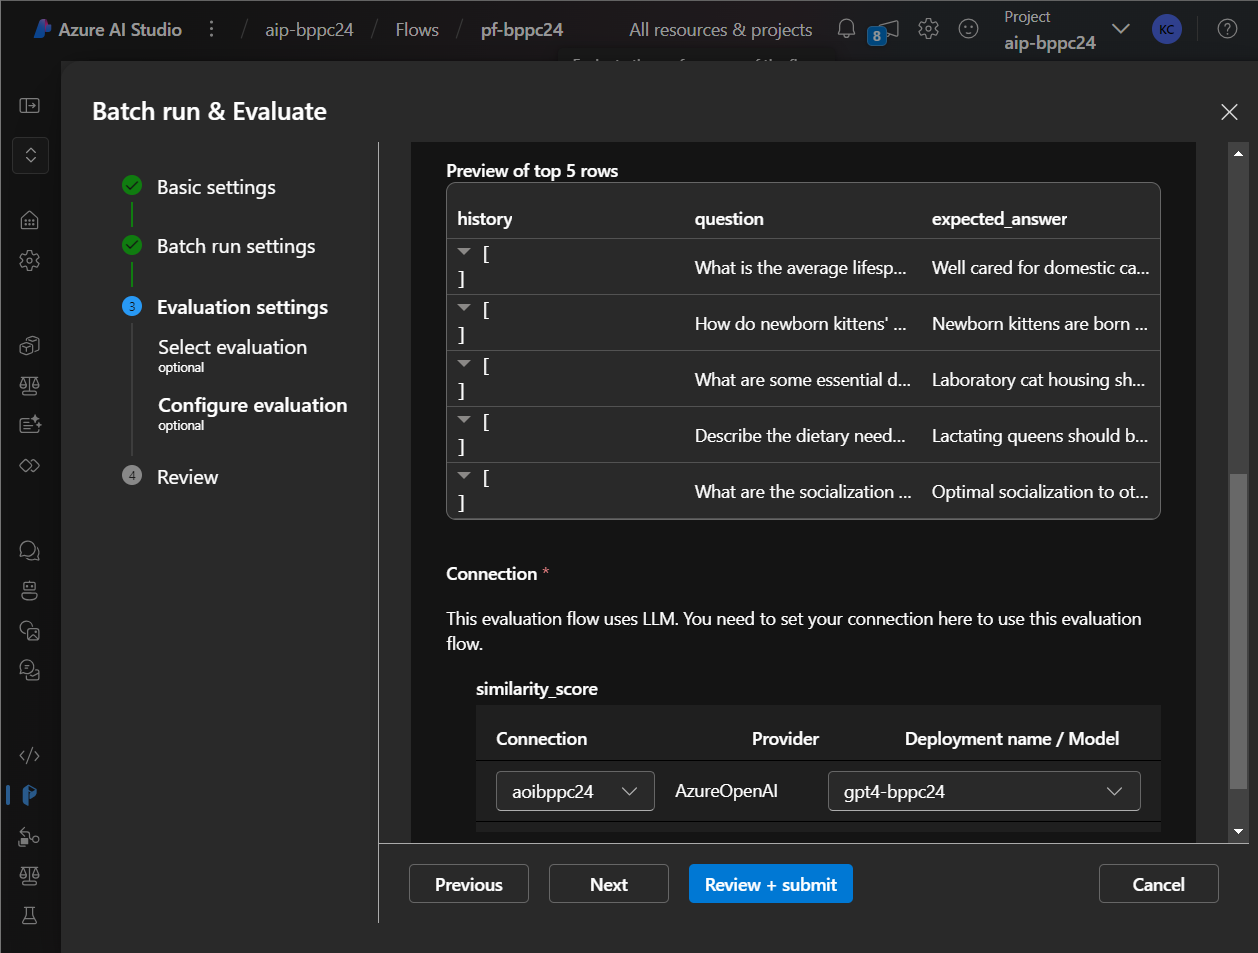 Azure AI Studio / aip-bppc24 / Flows / pf-bppc24 All resources & projects 8 Project aip-bppc24 KC
Batch run & Evaluate
Basic settings
Batch run settings
3 Evaluation settings
Select evaluation
optional
Configure evaluation
optional
4 Review
Preview of top 5 rows
history question expected_answer
[ ] What is the average lifesp... Well cared for domestic ca...
[ ] How do newborn kittens' ... Newborn kittens are born ...
[ ] What are some essential d... Laboratory cat housing sh...
[ ] Describe the dietary need... Lactating queens should b...
[ ] What are the socialization ... Optimal socialization to ot...
Connection *
This evaluation flow uses LLM. You need to set your connection here to use this evaluation
flow.
similarity_score
Connection Provider Deployment name / Model
aoibppc24 AzureOpenAI gpt4-bppc24
Previous Next Review + submit Cancel